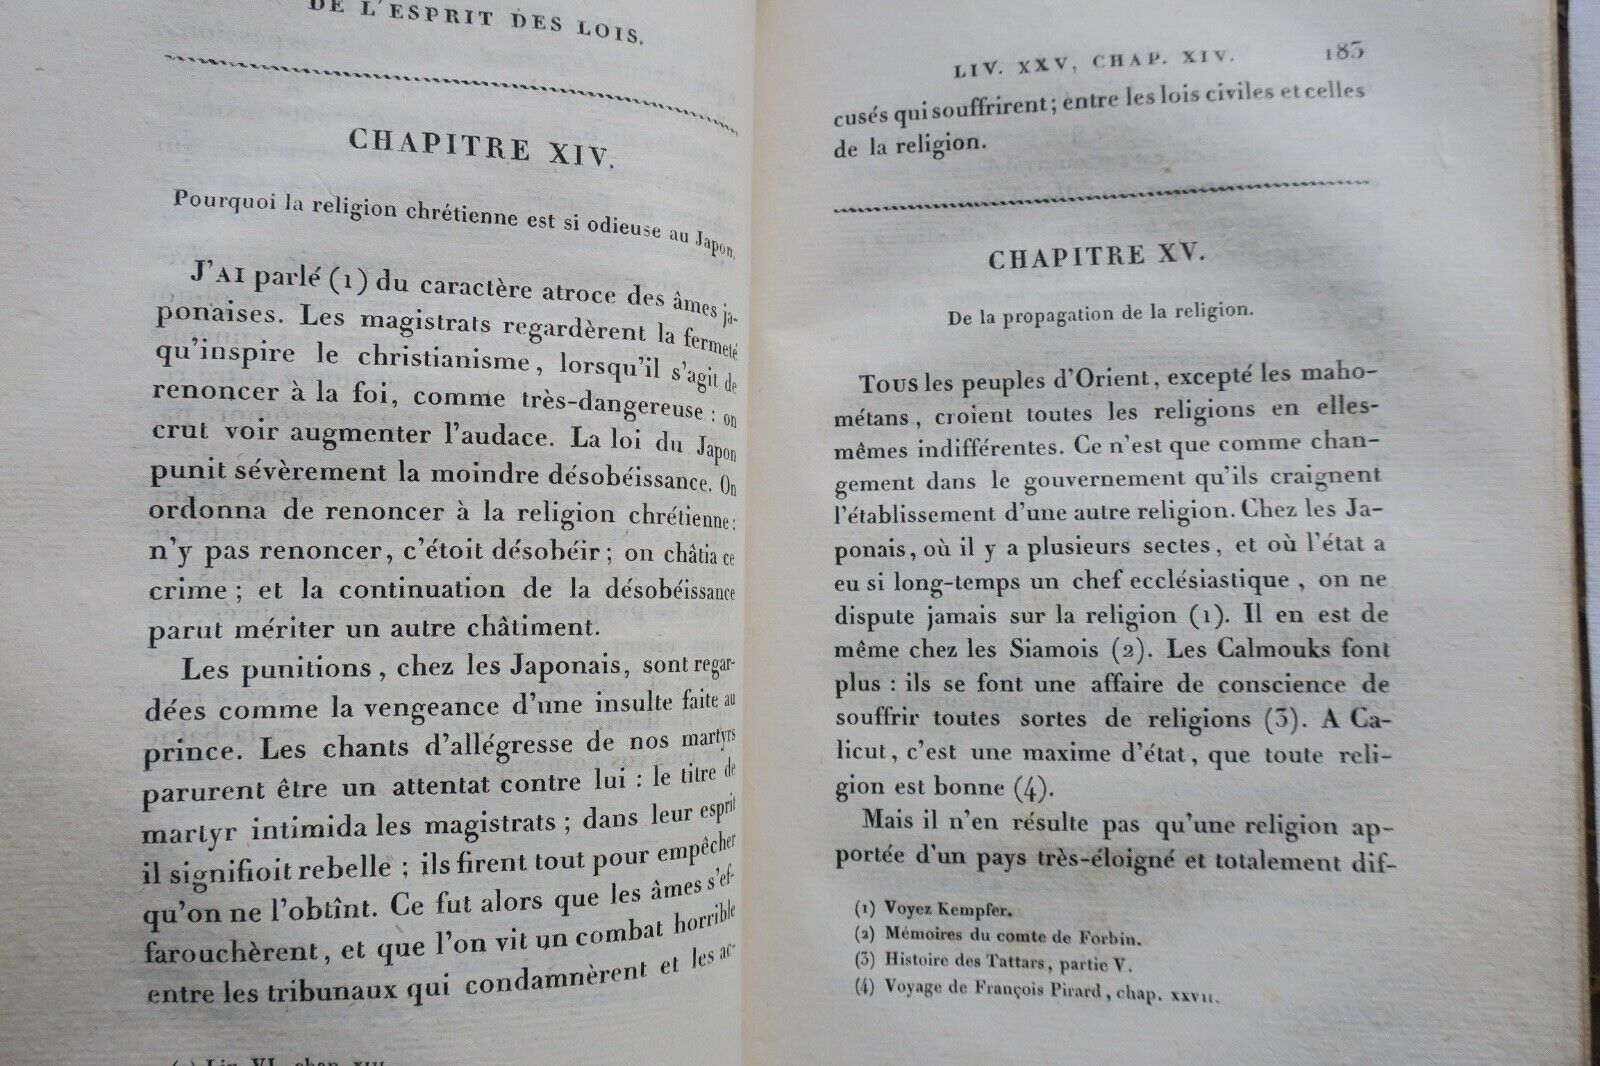 DE L'ESPRIT DES LOIS.
CHAPITRE XIV.
Pourquoi la religion chrétienne est si odieuse au Japon.
J'AI parlé (1) du caractère atroce des âmes ja-
ponaises. Les magistrats regardèrent la fermeté
qu'inspire le christianisme, lorsqu'il s'agit de
renoncer à la foi, comme très-dangereuse : on
crut voir augmenter l'audace. La loi du Japon
punit sévèrement la moindre désobéissance. On
ordonna de renoncer à la religion chrétienne:
n'y pas renoncer, c'étoit désobéir ; on châtia ce
crime ; et la continuation de la désobéissance
parut mériter un autre châtiment.
Les punitions, chez les Japonais, sont regar-
dées comme la vengeance d'une insulte faite au
prince. Les chants d'allégresse de nos martyrs
parurent être un attentat contre lui : le titre de
martyr intimida les magistrats ; dans leur esprit
il signifioit rebelle ; ils firent tout pour empêcher
qu'on ne l'obtînt. Ce fut alors que les âmes s'ef-
farouchèrent, et que l'on vit un combat horrible
entre les tribunaux qui condamnèrent et les ac-
(1) Liv. VI, chap. XIII.
LIV. XXV, CHAP. XIV. 183
cusés qui souffrirent ; entre les lois civiles et celles
de la religion.
CHAPITRE XV.
De la propagation de la religion.
TOUS les peuples d'Orient, excepté les maho-
métans, croient toutes les religions en elles-
mêmes indifférentes. Ce n'est que comme chan-
gement dans le gouvernement qu'ils craignent
l'établissement d'une autre religion. Chez les Ja-
ponais, où il y a plusieurs sectes, et où l'état a
eu si long-temps un chef ecclésiastique, on ne
dispute jamais sur la religion (1). Il en est de
même chez les Siamois (2). Les Calmouks font
plus : ils se font une affaire de conscience de
souffrir toutes sortes de religions (3). A Ca-
licut, c'est une maxime d'état, que toute reli-
gion est bonne (4).
Mais il n'en résulte pas qu'une religion ap-
portée d'un pays très-éloigné et totalement dif-
(1) Voyez Kempfer.
(2) Mémoires du comte de Forbin.
(3) Histoire des Tattars, partie V.
(4) Voyage de François Pirard, chap. XXVII.